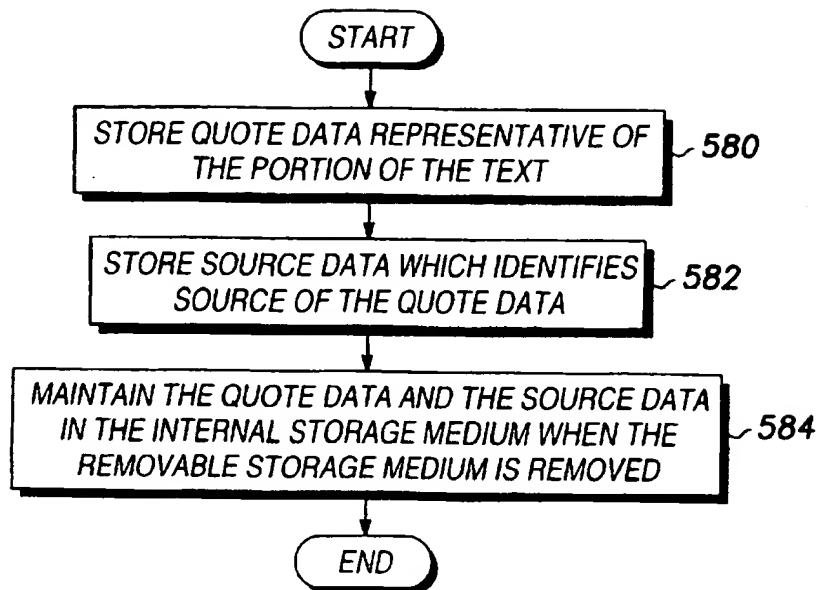 START
STORE QUOTE DATA REPRESENTATIVE OF
THE PORTION OF THE TEXT
580
STORE SOURCE DATA WHICH IDENTIFIES
SOURCE OF THE QUOTE DATA
582
MAINTAIN THE QUOTE DATA AND THE SOURCE DATA
IN THE INTERNAL STORAGE MEDIUM WHEN THE
REMOVABLE STORAGE MEDIUM IS REMOVED
584
END